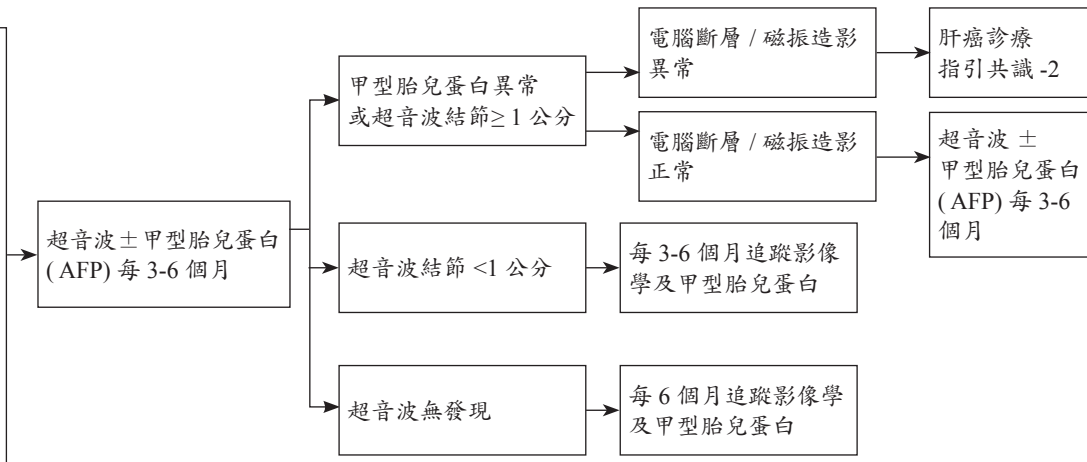 電腦斷層 / 磁振造影
異常
肝癌診療
指引共識 -2
甲型胎兒蛋白異常
或超音波結節≥ 1 公分
電腦斷層 / 磁振造影
正常
超音波 ±
甲型胎兒蛋白
( AFP) 每 3-6
個月
超音波±甲型胎兒蛋白
( AFP) 每 3-6 個月
超音波結節 <1 公分
每 3-6 個月追蹤影像
學及甲型胎兒蛋白
超音波無發現
每 6 個月追蹤影像學
及甲型胎兒蛋白